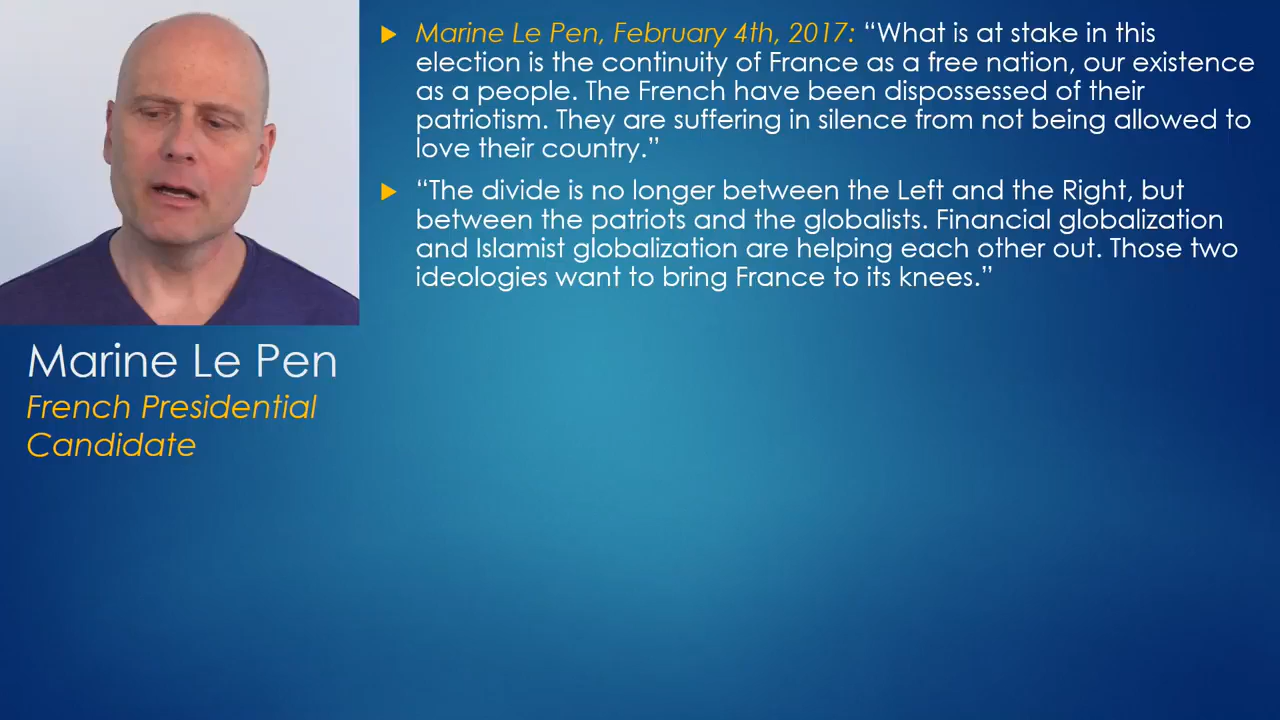 Marine Le Pen
French Presidential
Candidate
Marine Le Pen, February 4th, 2017: “What is at stake in this
election is the continuity of France as a free nation, our existence
as a people. The French have been dispossessed of their
patriotism. They are suffering in silence from not being allowed to
love their country.”
“The divide is no longer between the Left and the Right, but
between the patriots and the globalists. Financial globalization
and Islamist globalization are helping each other out. Those two
ideologies want to bring France to its knees.”